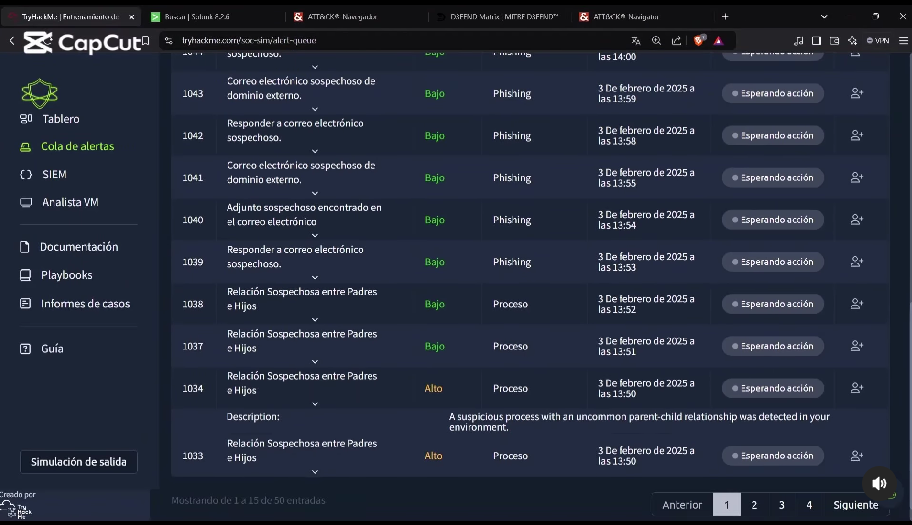 TryHackMe | Entrenamiento de
Buscar | Splunk 8.2.6
ATT&CK® Navegador
D3FEND Matrix | MITRE D3FEND™
ATT&CK® Navigator
CapCut
tryhackme.com/soc-sim/alert-queue
VPN
Tablero
Cola de alertas
SIEM
Analista VM
Documentación
Playbooks
Informes de casos
Guía
Simulación de salida
Creado por
Try
Hack
Me
las 14:00
1043
Correo electrónico sospechoso de
dominio externo.
Bajo
Phishing
3 De febrero de 2025 a
las 13:59
Esperando acción
1042
Responder a correo electrónico
sospechoso.
Bajo
Phishing
3 De febrero de 2025 a
las 13:58
Esperando acción
1041
Correo electrónico sospechoso de
dominio externo.
Bajo
Phishing
3 De febrero de 2025 a
las 13:55
Esperando acción
1040
Adjunto sospechoso encontrado en
el correo electrónico
Bajo
Phishing
3 De febrero de 2025 a
las 13:54
Esperando acción
1039
Responder a correo electrónico
sospechoso.
Bajo
Phishing
3 De febrero de 2025 a
las 13:53
Esperando acción
1038
Relación Sospechosa entre Padres
e Hijos
Bajo
Proceso
3 De febrero de 2025 a
las 13:52
Esperando acción
1037
Relación Sospechosa entre Padres
e Hijos
Bajo
Proceso
3 De febrero de 2025 a
las 13:51
Esperando acción
1034
Relación Sospechosa entre Padres
e Hijos
Alto
Proceso
3 De febrero de 2025 a
las 13:50
Esperando acción
Description:
A suspicious process with an uncommon parent-child relationship was detected in your
environment.
1033
Relación Sospechosa entre Padres
e Hijos
Alto
Proceso
3 De febrero de 2025 a
las 13:50
Esperando acción
Mostrando de 1 a 15 de 50 entradas
Anterior 1 2 3 4 Siguiente